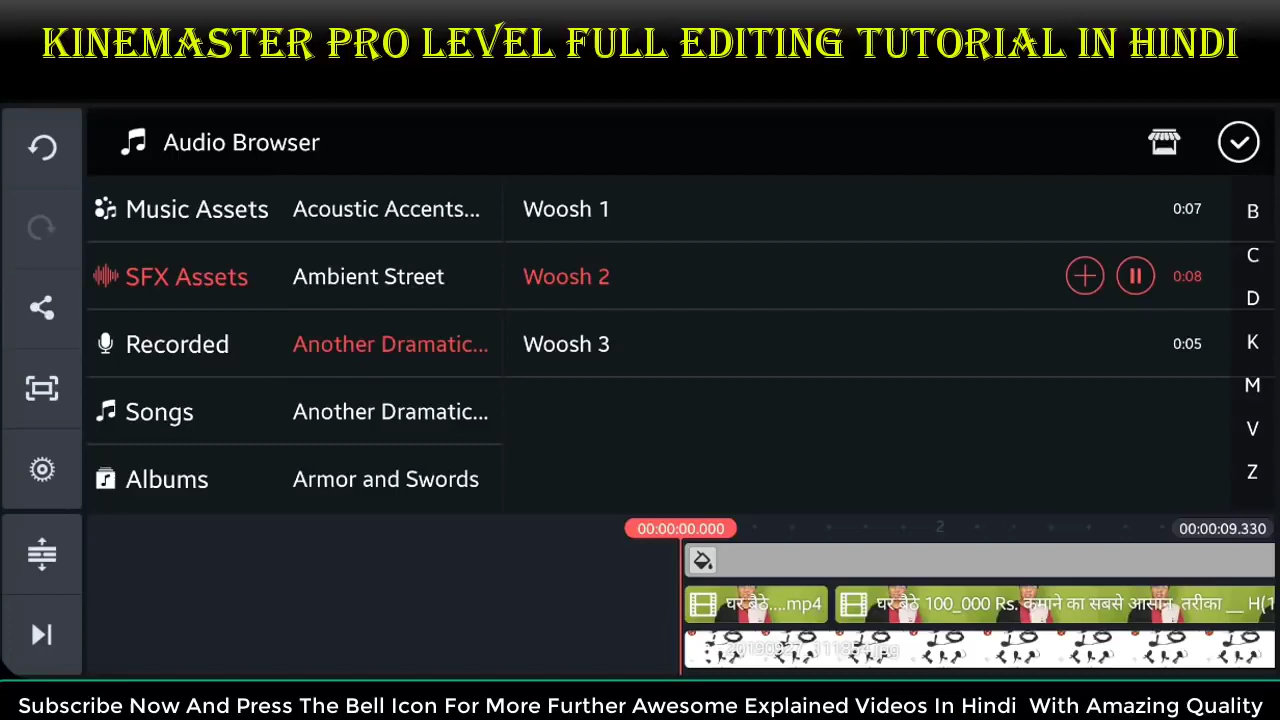 KINEMASTER PRO LEVEL FULL EDITING TUTORIAL IN HINDI
Audio Browser
Music Assets Acoustic Accents... Woosh 1 0:07 B
C
SFX Assets Ambient Street Woosh 2 0:08
D
Recorded Another Dramatic... Woosh 3 0:05 K
M
Songs Another Dramatic...
V
Albums Armor and Swords Z
00:00:00.000 2 00:00:09.330
घर बैठे....mp4 घर बैठे 100_000 Rs. कमाने का सबसे आसान तरीका __ H(1
Subscribe Now And Press The Bell Icon For More Further Awesome Explained Videos In Hindi With Amazing Quality